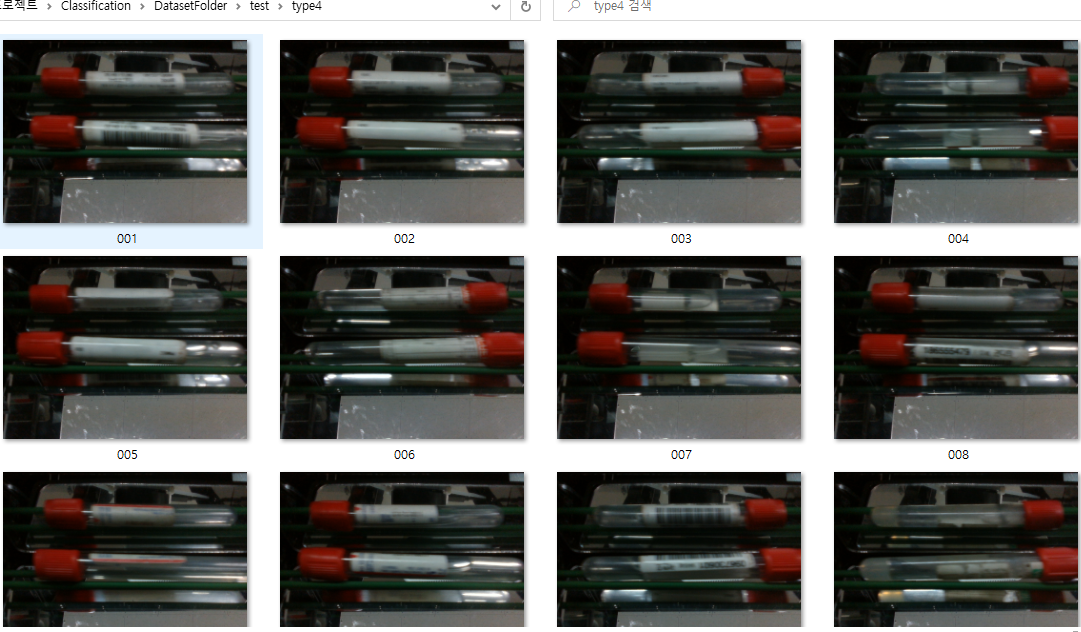 로젝트 › Classification › DatasetFolder › test › type4
type4 검색
001 002 003 004
005 006 007 008